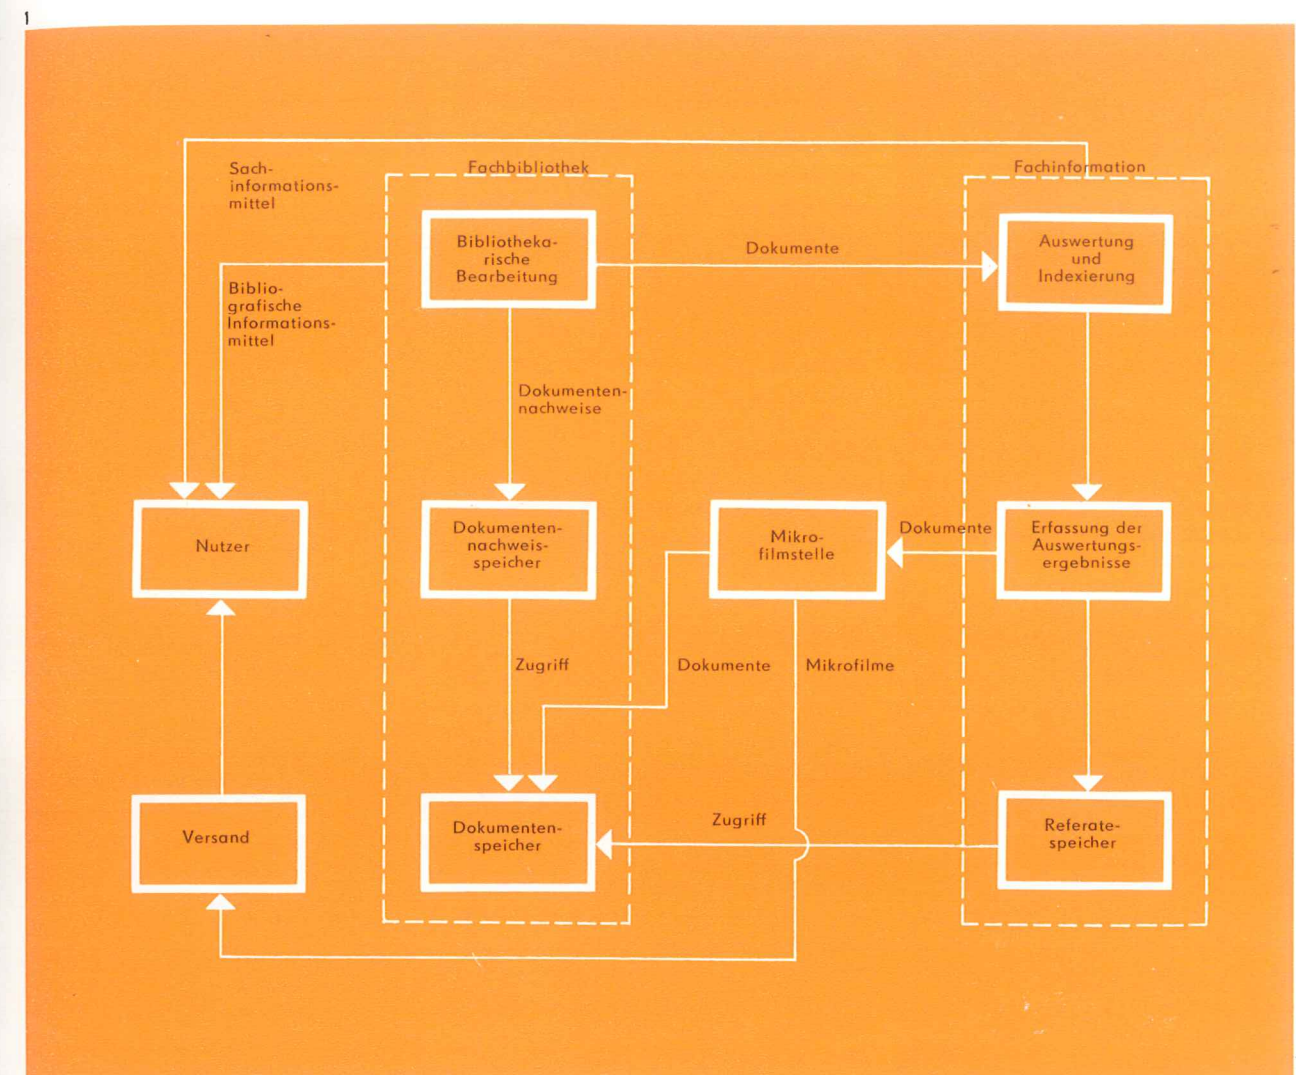 1
Fachbibliothek
Fachinformation
Sach-
informations-
mittel
Biblio-
grafische
Informations-
mittel
Bibliotheka-
rische
Bearbeitung
Dokumente
Auswertung
und
Indexierung
Dokumenten-
nachweise
Nutzer
Dokumenten-
nachweis-
speicher
Mikro-
filmstelle
Dokumente
Erfassung der
Auswertungs-
ergebnisse
Zugriff
Dokumente
Mikrofilme
Versand
Dokumenten-
speicher
Zugriff
Referate-
speicher